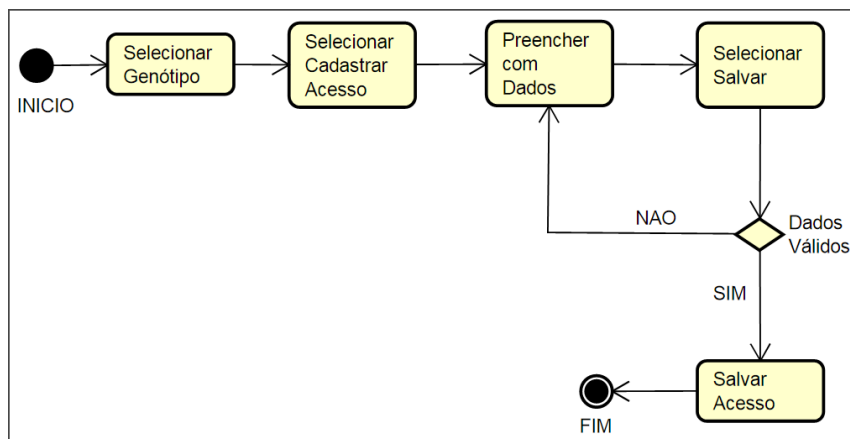 INICIO
Selecionar
Genótipo
Selecionar
Cadastrar
Acesso
Preencher
com
Dados
Selecionar
Salvar
NAO
Dados
Válidos
SIM
Salvar
Acesso
FIM